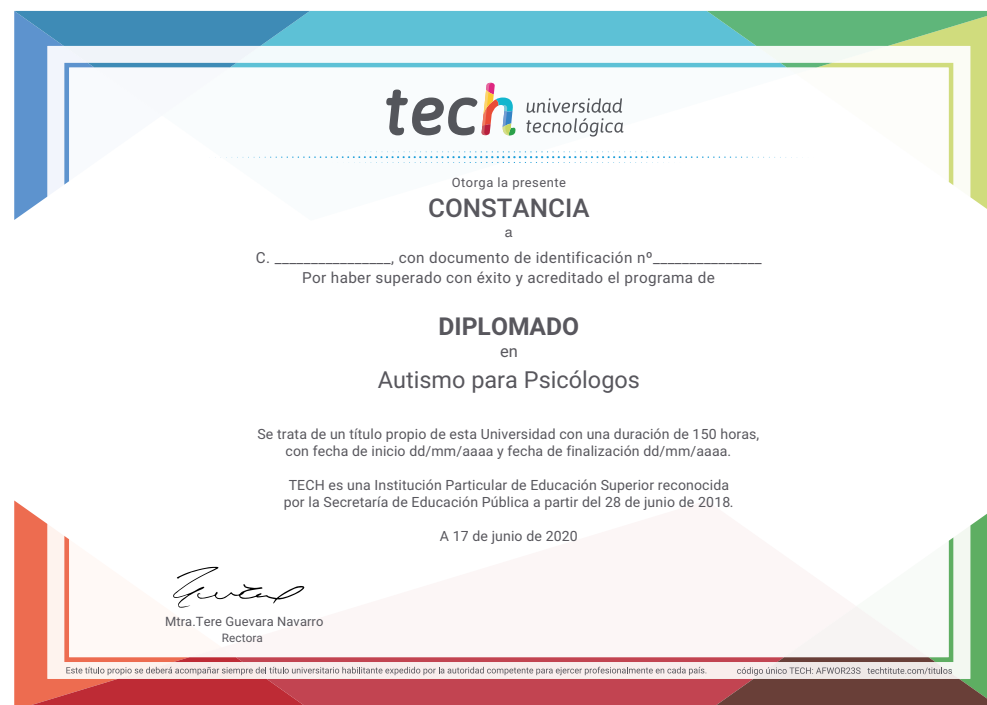 tech universidad
tecnológica
Otorga la presente
CONSTANCIA
a
C. ________________, con documento de identificación nº_______________
Por haber superado con éxito y acreditado el programa de
DIPLOMADO
en
Autismo para Psicólogos
Se trata de un título propio de esta Universidad con una duración de 150 horas,
con fecha de inicio dd/mm/aaaa y fecha de finalización dd/mm/aaaa.
TECH es una Institución Particular de Educación Superior reconocida
por la Secretaría de Educación Pública a partir del 28 de junio de 2018.
A 17 de junio de 2020
Mtra.Tere Guevara Navarro
Rectora
Este título propio se deberá acompañar siempre del título universitario habilitante expedido por la autoridad competente para ejercer profesionalmente en cada país. código único TECH: AFWOR23S techtitute.com/titulos